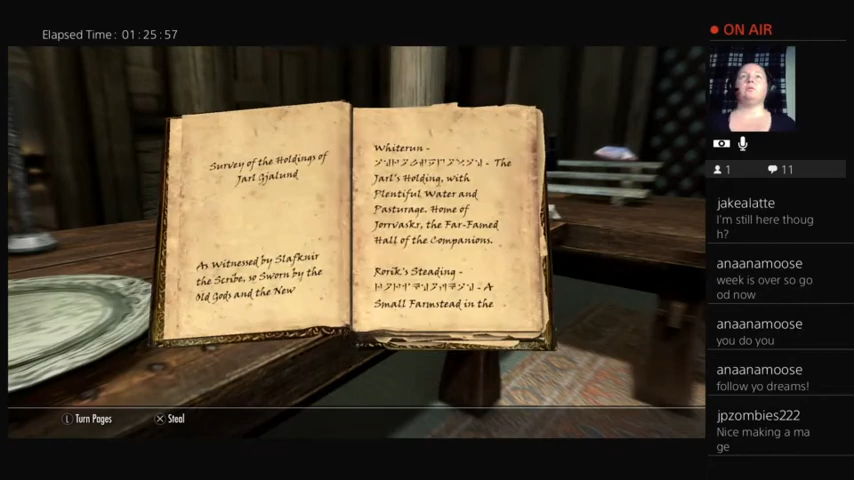 Elapsed Time : 01:25:57
ON AIR
Survey of the Holdings of
Jarl Gjalund
As Witnessed by Slafknir
the Scribe, so Sworn by the
Old Gods and the New
Whiterun -
- The
Jarl's Holding, with
Plentiful Water and
Pasturage. Home of
Jorrvaskr, the Far-Famed
Hall of the Companions.
Rorik's Steading -
- A
Small Farmstead in the
L Turn Pages
X Steal
1
11
jakealatte
I'm still here thoug
h?
anaanamoose
week is over so go
od now
anaanamoose
you do you
anaanamoose
follow yo dreams!
jpzombies222
Nice making a ma
ge